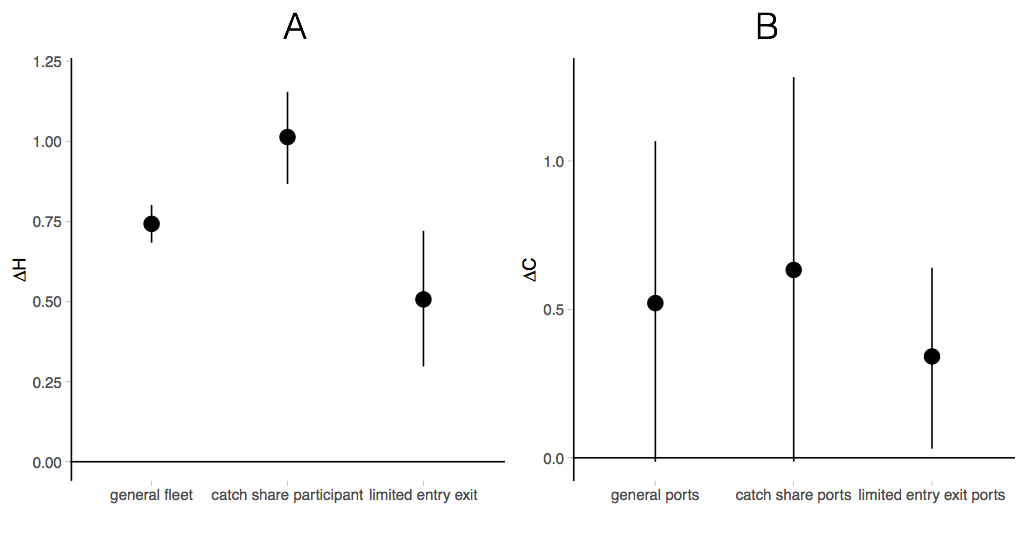 A
1.25
1.00
0.75
0.50
0.25
0.00
ΔH
general fleet catch share participant limited entry exit
B
1.0
0.5
0.0
ΔC
general ports catch share ports limited entry exit ports